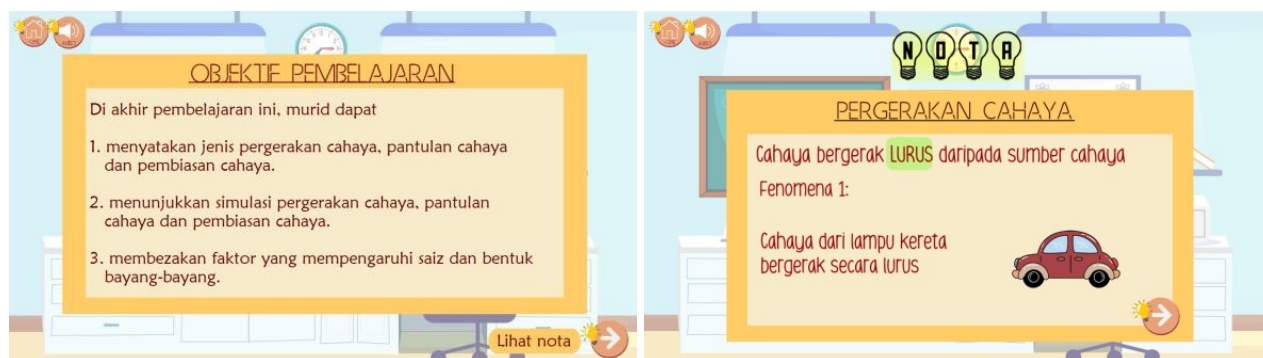 OBJEKTIF PEMBELAJARAN
Di akhir pembelajaran ini, murid dapat
1. menyatakan jenis pergerakan cahaya, pantulan cahaya
dan pembiasan cahaya.
2. menunjukkan simulasi pergerakan cahaya, pantulan
cahaya dan pembiasan cahaya.
3. membezakan faktor yang mempengaruhi saiz dan bentuk
bayang-bayang.
Lihat nota
NOTA
PERGERAKAN CAHAYA
Cahaya bergerak LURUS daripada sumber cahaya
Fenomena 1:
Cahaya dari lampu kereta
bergerak secara lurus